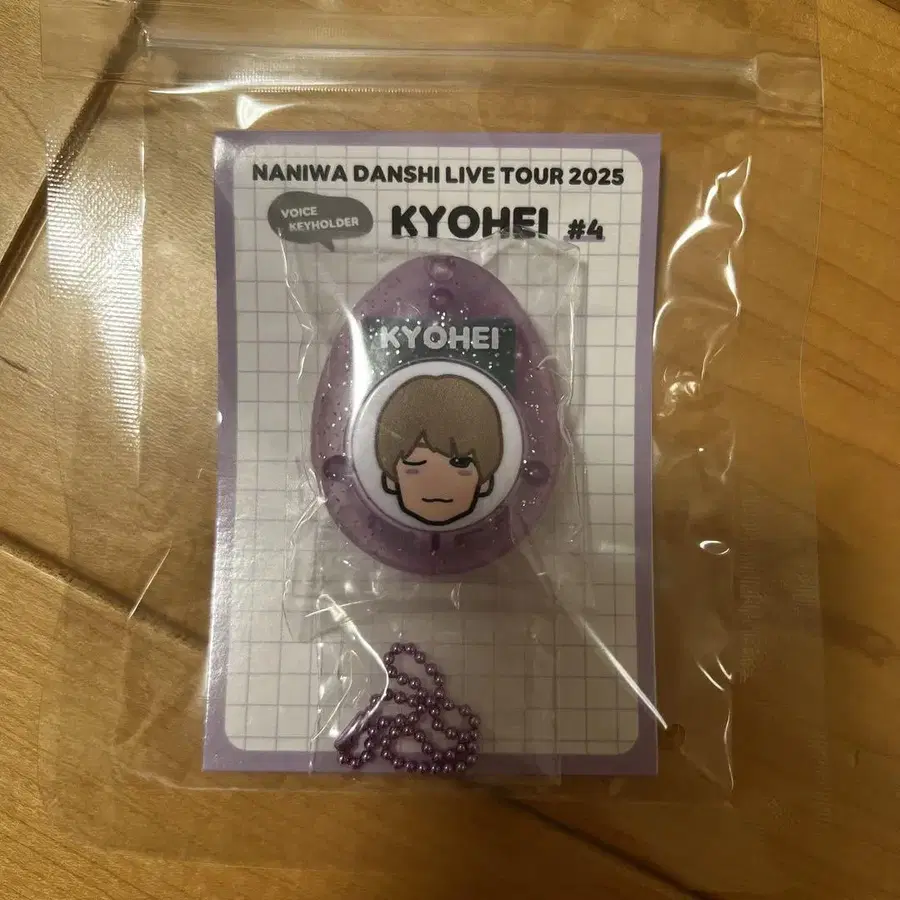 NANIWA DANSHI LIVE TOUR 2025
VOICE
KEYHOLDER
KYOHEI #4
KYOHEI